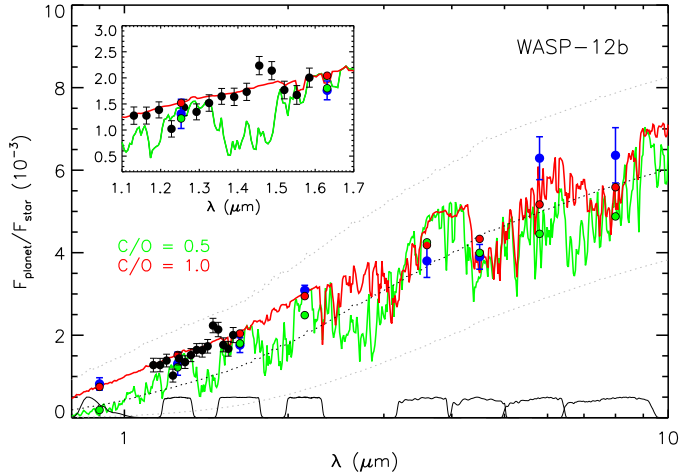 WASP-12b
F_planet/F_star (10^-3)
10
8
6
4
2
0
3.0
2.5
2.0
1.5
1.0
0.5
1.1 1.2 1.3 1.4 1.5 1.6 1.7
λ (μm)
C/O = 0.5
C/O = 1.0
1 10
λ (μm)